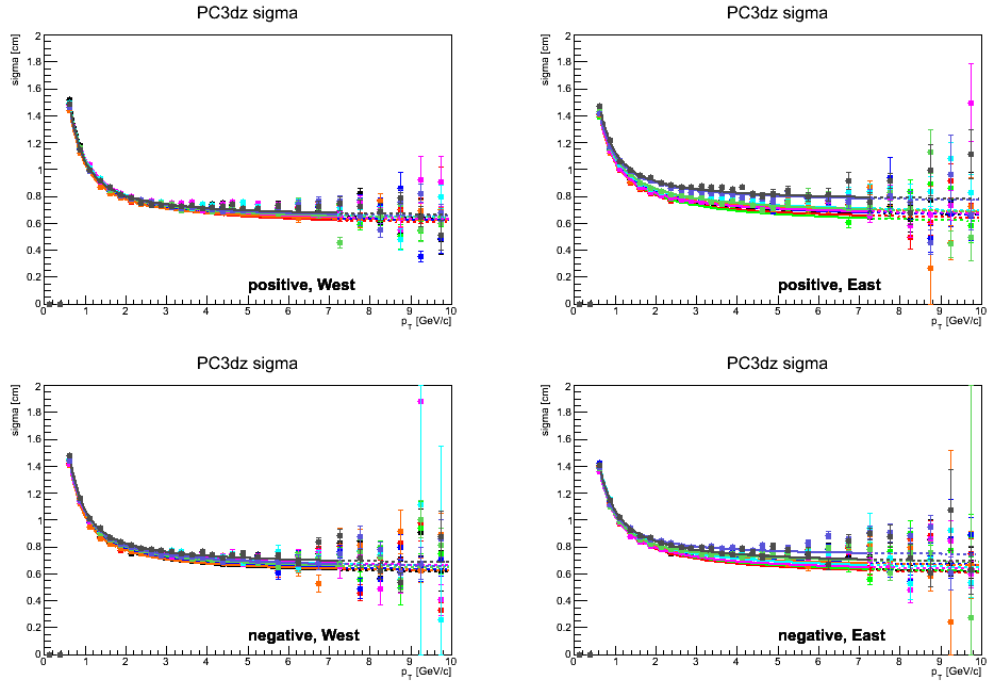 PC3dz sigma
PC3dz sigma
sigma [cm]
2
1.8
1.6
1.4
1.2
1
0.8
0.6
0.4
0.2
0
positive, West
0 1 2 3 4 5 6 7 8 9 10
p_T [GeV/c]
sigma [cm]
2
1.8
1.6
1.4
1.2
1
0.8
0.6
0.4
0.2
0
positive, East
0 1 2 3 4 5 6 7 8 9 10
p_T [GeV/c]
PC3dz sigma
PC3dz sigma
sigma [cm]
2
1.8
1.6
1.4
1.2
1
0.8
0.6
0.4
0.2
0
negative, West
0 1 2 3 4 5 6 7 8 9 10
p_T [GeV/c]
sigma [cm]
2
1.8
1.6
1.4
1.2
1
0.8
0.6
0.4
0.2
0
negative, East
0 1 2 3 4 5 6 7 8 9 10
p_T [GeV/c]